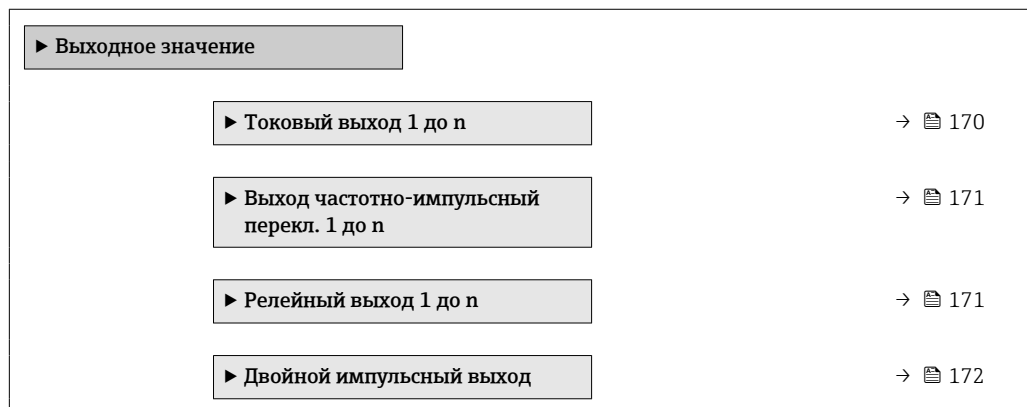 ▶ Выходное значение
▶ Токовый выход 1 до n → 170
▶ Выход частотно-импульсный → 171
перекл. 1 до n
▶ Релейный выход 1 до n → 171
▶ Двойной импульсный выход → 172